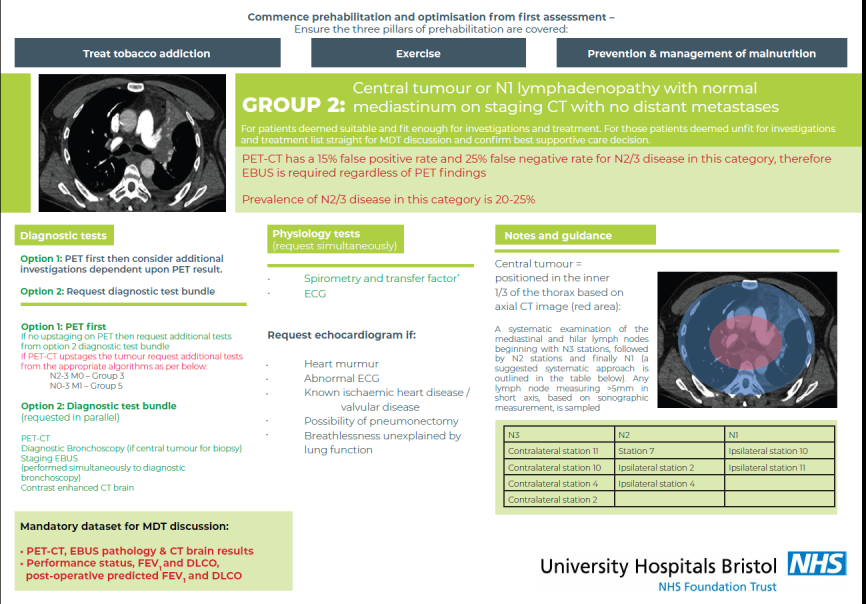 Commence prehabilitation and optimisation from first assessment –
Ensure the three pillars of prehabilitation are covered:
Treat tobacco addiction
Exercise
Prevention & management of malnutrition
GROUP 2: Central tumour or N1 lymphadenopathy with normal
mediastinum on staging CT with no distant metastases
For patients deemed suitable and fit enough for investigations and treatment. For those patients deemed unfit for investigations
and treatment list straight for MDT discussion and confirm best supportive care decision.
PET-CT has a 15% false positive rate and 25% false negative rate for N2/3 disease in this category, therefore
EBUS is required regardless of PET findings
Prevalence of N2/3 disease in this category is 20-25%
Diagnostic tests
Option 1: PET first then consider additional
investigations dependent upon PET result.
Option 2: Request diagnostic test bundle
Option 1: PET first
If no upstaging on PET then request additional tests
from option 2 diagnostic test bundle
If PET-CT upstages the tumour request additional tests
from the appropriate algorithms as per below:
N2-3 M0 – Group 3
N0-3 M1 – Group 5
Option 2: Diagnostic test bundle
(requested in parallel)
PET-CT
Diagnostic Bronchoscopy (if central tumour for biopsy)
Staging EBUS
(performed simultaneously to diagnostic
bronchoscopy)
Contrast enhanced CT brain
Mandatory dataset for MDT discussion:
• PET-CT, EBUS pathology & CT brain results
• Performance status, FEV1 and DLCO,
post-operative predicted FEV1 and DLCO
Physiology tests
(request simultaneously)
· Spirometry and transfer factor'
· ECG
Request echocardiogram if:
· Heart murmur
· Abnormal ECG
· Known ischaemic heart disease /
valvular disease
· Possibility of pneumonectomy
· Breathlessness unexplained by
lung function
Notes and guidance
Central tumour =
positioned in the inner
1/3 of the thorax based on
axial CT image (red area):
A systematic examination of the
mediastinal and hilar lymph nodes
beginning with N3 stations, followed
by N2 stations and finally N1 (a
suggested systematic approach is
outlined in the table below). Any
lymph node measuring >5mm in
short axis, based on sonographic
measurement, is sampled
N3 N2 N1
Contralateral station 11 Station 7 Ipsilateral station 10
Contralateral station 10 Ipsilateral station 2 Ipsilateral station 11
Contralateral station 4 Ipsilateral station 4
Contralateral station 2
University Hospitals Bristol NHS
NHS Foundation Trust